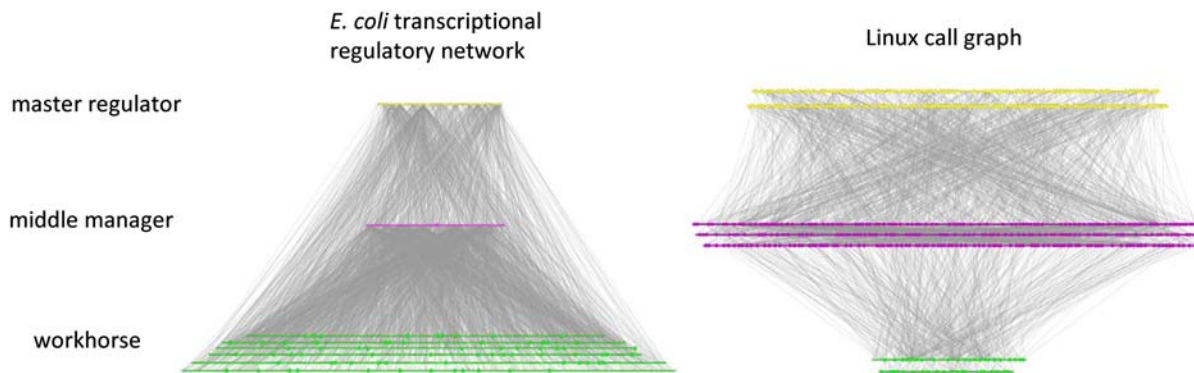 E. coli transcriptional
regulatory network
Linux call graph
master regulator
middle manager
workhorse